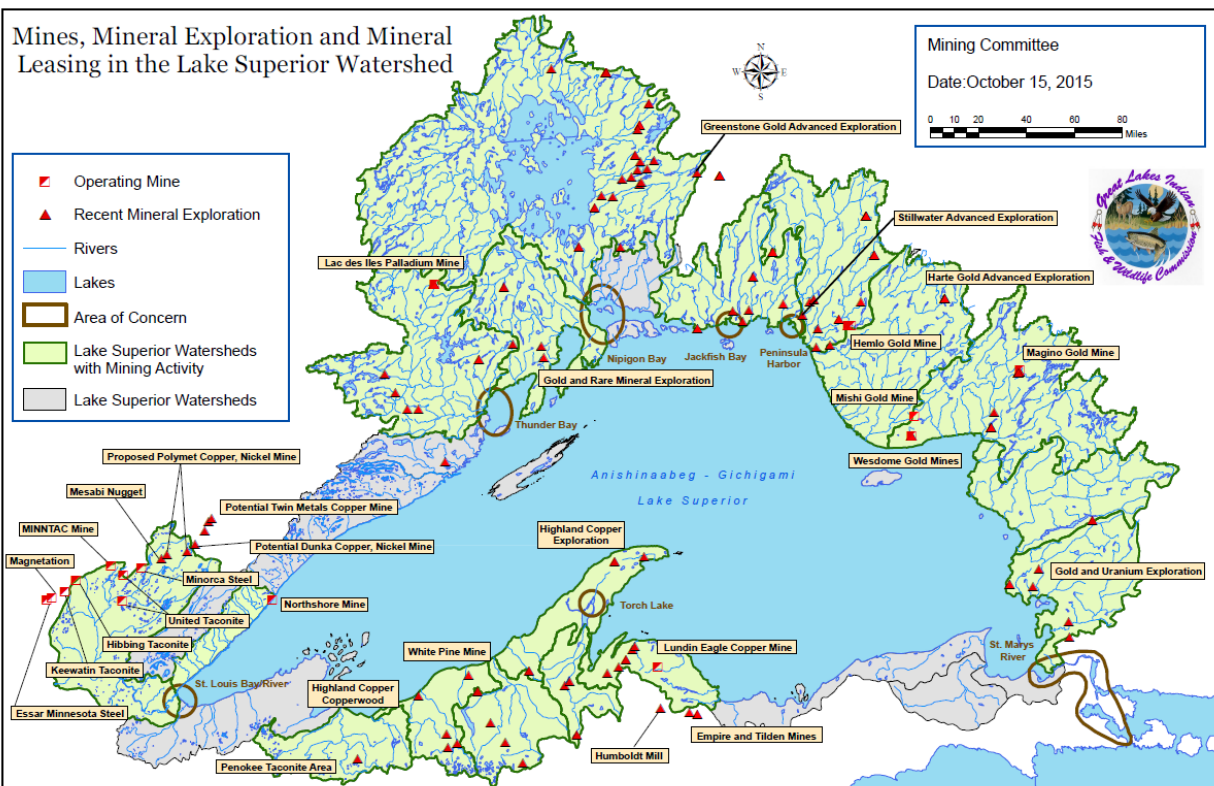 Mines, Mineral Exploration and Mineral
Leasing in the Lake Superior Watershed
N
W
E
S
Mining Committee
Date:October 15, 2015
0
10
20
40
60
80
Miles
Operating Mine
Recent Mineral Exploration
Rivers
Lakes
Area of Concern
Lake Superior Watersheds
with Mining Activity
Lake Superior Watersheds
Great Lakes Indian
Fish & Wildlife Commission
Greenstone Gold Advanced Exploration
Stillwater Advanced Exploration
Lac des Iles Palladium Mine
Harte Gold Advanced Exploration
Nipigon Bay
Jackfish Bay
Peninsula
Harbor
Hemlo Gold Mine
Magino Gold Mine
Gold and Rare Mineral Exploration
Mishi Gold Mine
Thunder Bay
Wesdome Gold Mines
Proposed Polymet Copper, Nickel Mine
Mesabi Nugget
Anishinaabeg - Gichigami
Lake Superior
Potential Twin Metals Copper Mine
MINNTAC Mine
Highland Copper
Exploration
Potential Dunka Copper, Nickel Mine
Magnetation
Minorca Steel
Gold and Uranium Exploration
Northshore Mine
Torch Lake
United Taconite
Hibbing Taconite
White Pine Mine
Lundin Eagle Copper Mine
St. Marys
River
Keewatin Taconite
St. Louis Bay/River
Highland Copper
Copperwood
Essar Minnesota Steel
Empire and Tilden Mines
Humboldt Mill
Penokee Taconite Area